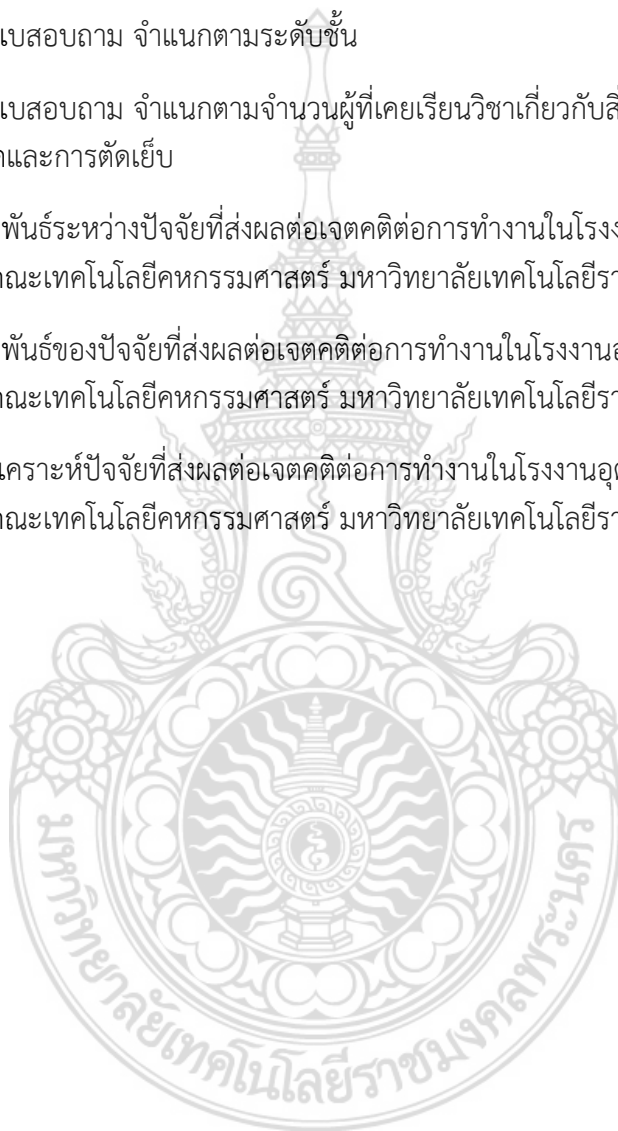 เบสอบถาม จำแนกตามระดับชั้น
เบสอบถาม จำแนกตามจำนวนผู้ที่เคยเรียนวิชาเกี่ยวกับสิ่
และการตัดเย็บ
พันธ์ระหว่างปัจจัยที่ส่งผลต่อเจตคติต่อการทำงานในโรงง
คณะเทคโนโลยีคหกรรมศาสตร์ มหาวิทยาลัยเทคโนโลยีรา
พันธ์ของปัจจัยที่ส่งผลต่อเจตคติต่อการทำงานในโรงงานอ
คณะเทคโนโลยีคหกรรมศาสตร์ มหาวิทยาลัยเทคโนโลยีรา
เคราะห์ปัจจัยที่ส่งผลต่อเจตคติต่อการทำงานในโรงงานอุต
คณะเทคโนโลยีคหกรรมศาสตร์ มหาวิทยาลัยเทคโนโลยีรา
มหาวิทยาลัยเทคโนโลยีราชมงคลพระนคร